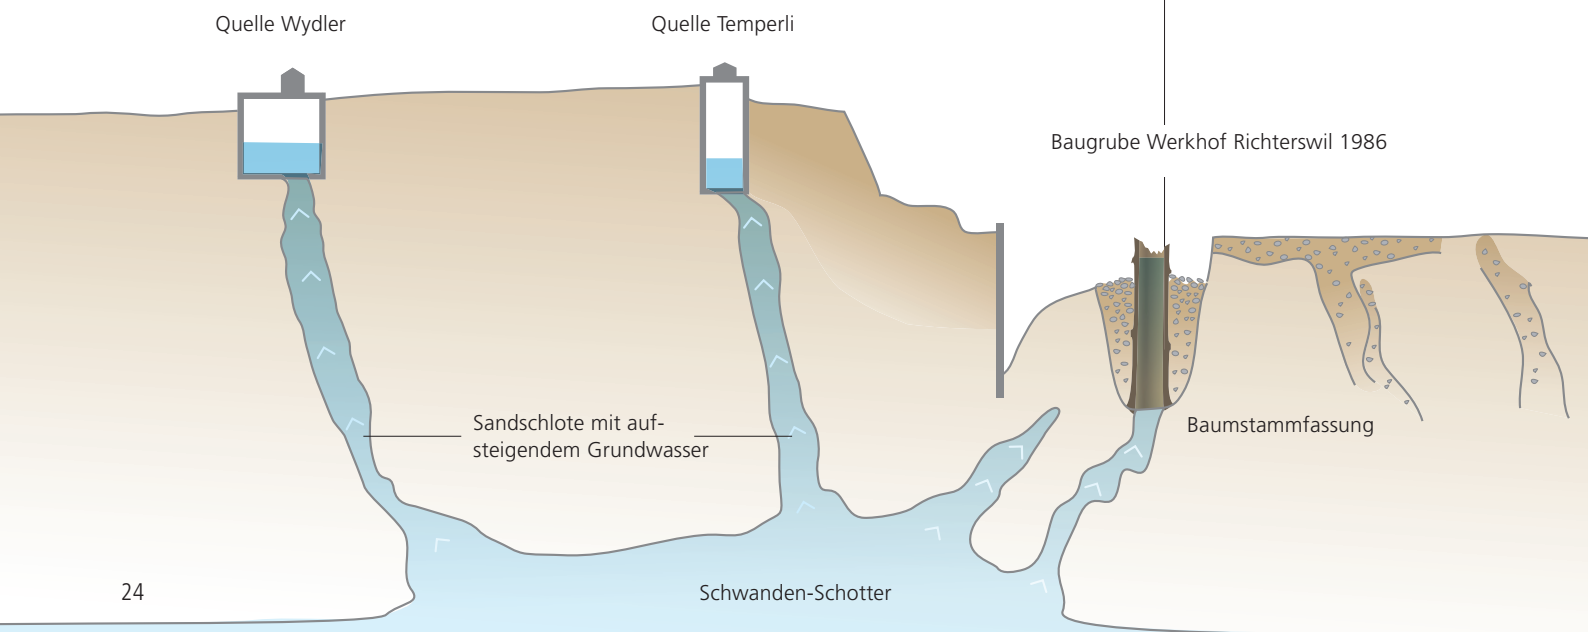 Quelle Wydler
Quelle Temperli
Baugrube Werkhof Richterswil 1986
Sandschlote mit auf-
steigendem Grundwasser
Baumstammfassung
24
Schwanden-Schotter